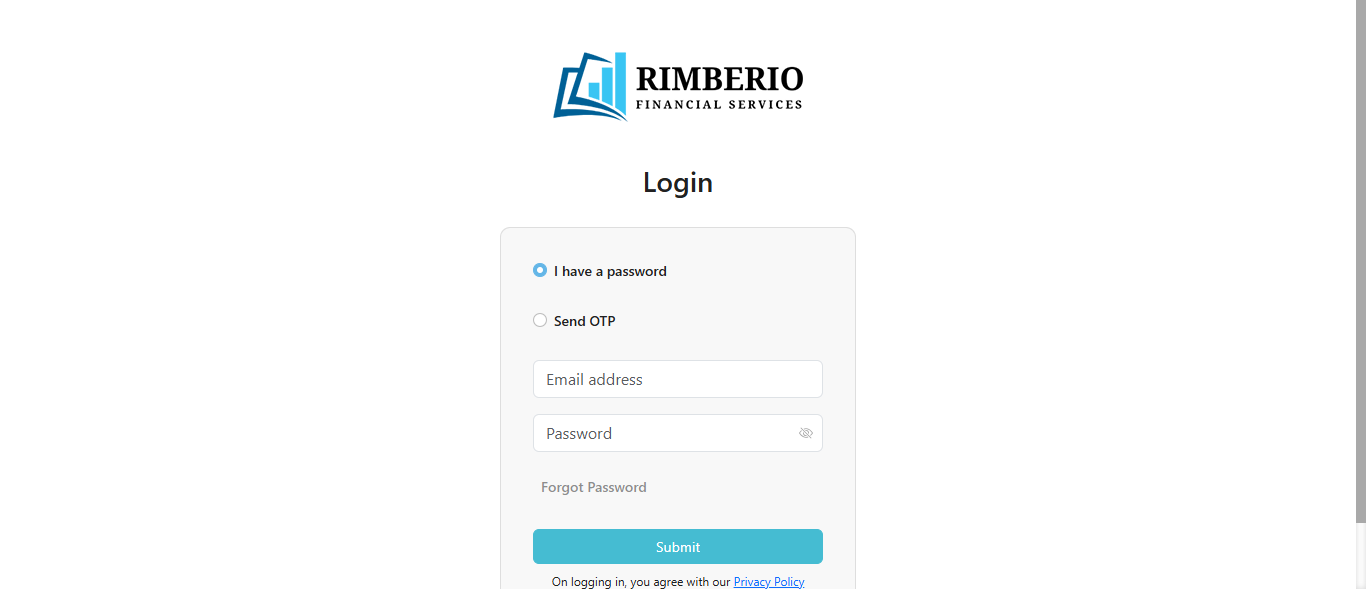 RIMBERIO
FINANCIAL SERVICES
Login
I have a password
Send OTP
Email address
Password
Forgot Password
Submit
On logging in, you agree with our Privacy Policy